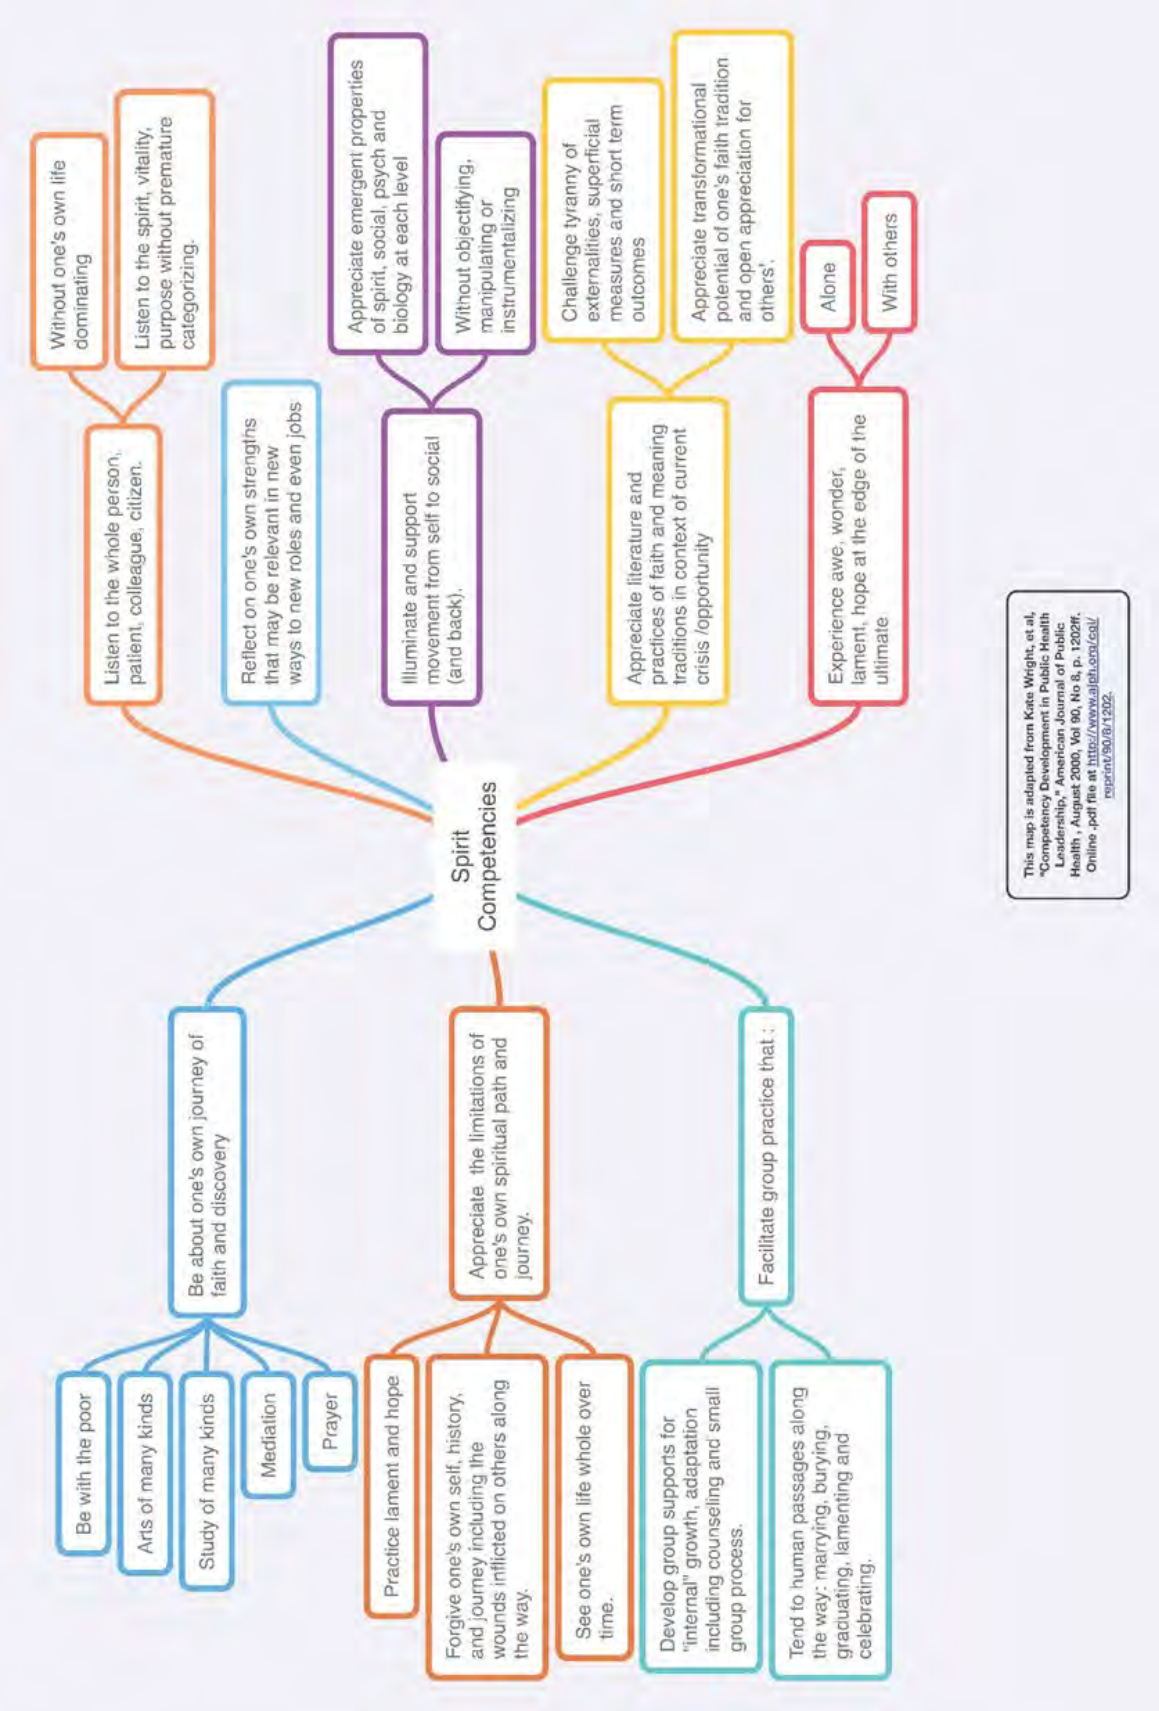 Spirit
Competencies
Be about one's own journey of
faith and discovery
Be with the poor
Arts of many kinds
Study of many kinds
Mediation
Prayer
Appreciate the limitations of
one's own spiritual path and
journey.
Practice lament and hope
Forgive one's own self, history,
and journey including the
wounds inflicted on others along
the way.
See one's own life whole over
time.
Facilitate group practice that :
Develop group supports for
"internal" growth, adaptation
including counseling and small
group process.
Tend to human passages along
the way: marrying, burying,
graduating, lamenting and
celebrating.
Listen to the whole person,
patient, colleague, citizen.
Without one's own life
dominating
Listen to the spirit, vitality,
purpose without premature
categorizing.
Reflect on one's own strengths
that may be relevant in new
ways to new roles and even jobs
Illuminate and support
movement from self to social
(and back).
Appreciate emergent properties
of spirit, social, psych and
biology at each level
Without objectifying,
manipulating or
instrumentalizing
Appreciate literature and
practices of faith and meaning
traditions in context of current
crisis /opportunity
Challenge tyranny of
externalities, superficial
measures and short term
outcomes
Appreciate transformational
potential of one's faith tradition
and open appreciation for
others'.
Experience awe, wonder,
lament, hope at the edge of the
ultimate
Alone
With others
This map is adapted from Kate Wright, et al,
"Competency Development in Public Health
Leadership," American Journal of Public
Health , August 2000, Vol 90, No 8, p. 1202ff.
Online .pdf file at http://www.ajph.org/cgi/
reprint/90/8/1202.